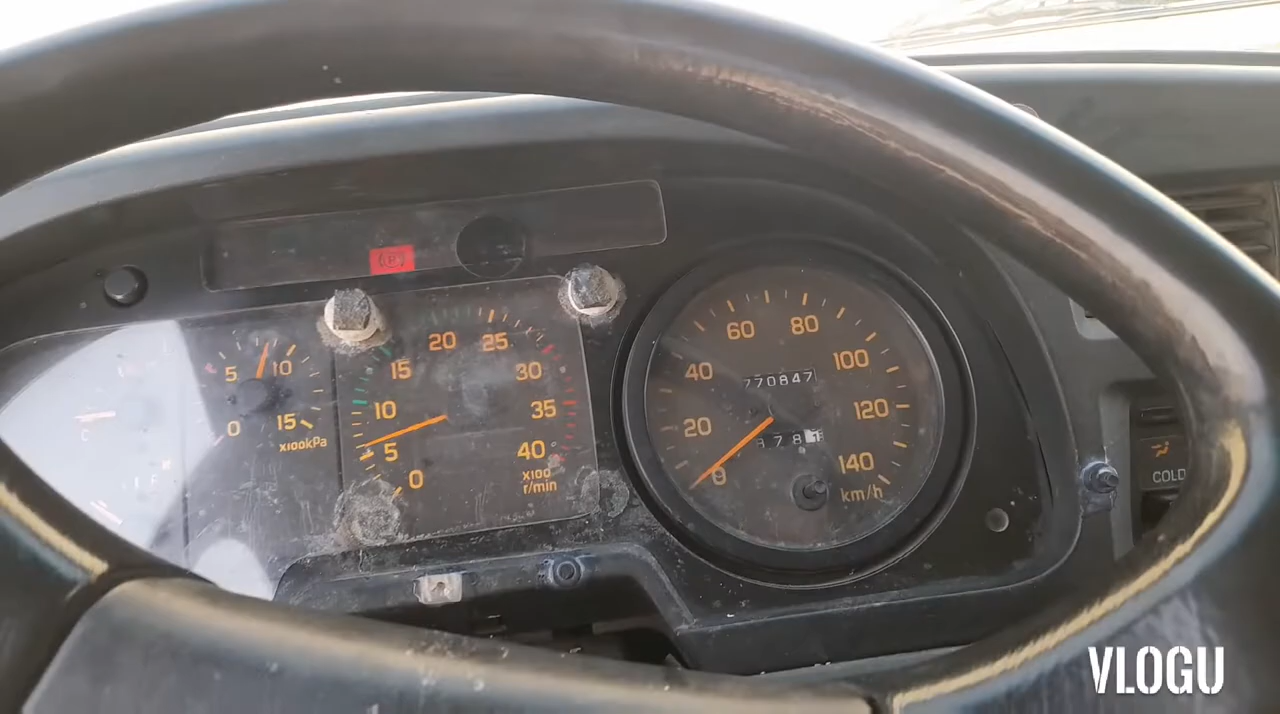 5 10
0 15
x100kPa
0 5 10 15 20 25 30 35 40
x100
r/min
0 20 40 60 80 100 120 140
770847
km/h
COLD
VLOGU